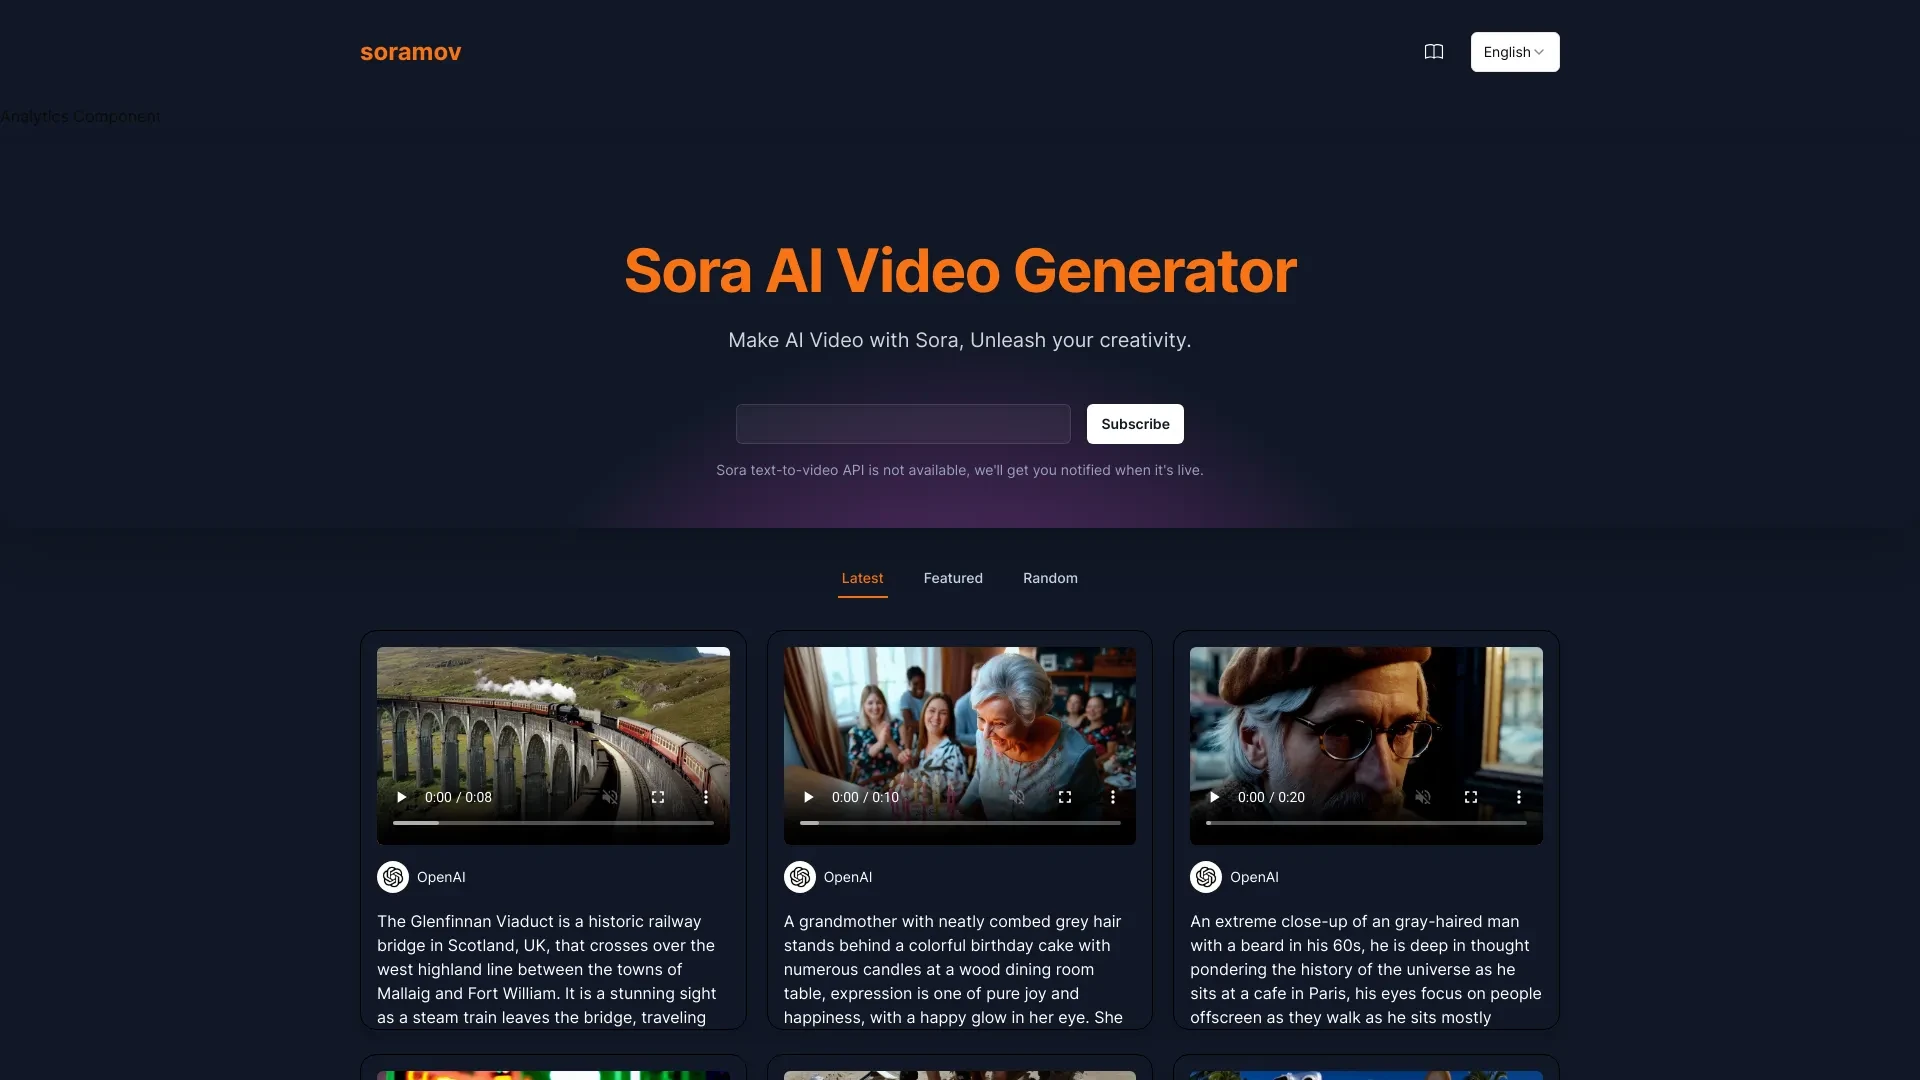 soramov
English
Analytics Component
Sora AI Video Generator
Make AI Video with Sora, Unleash your creativity.
Subscribe
Sora text-to-video API is not available, we'll get you notified when it's live.
Latest
Featured
Random
0:00 / 0:08
0:00 / 0:10
0:00 / 0:20
OpenAI
OpenAI
OpenAI
The Glenfinnan Viaduct is a historic railway
bridge in Scotland, UK, that crosses over the
west highland line between the towns of
Mallaig and Fort William. It is a stunning sight
as a steam train leaves the bridge, traveling
A grandmother with neatly combed grey hair
stands behind a colorful birthday cake with
numerous candles at a wood dining room
table, expression is one of pure joy and
happiness, with a happy glow in her eye. She
An extreme close-up of an gray-haired man
with a beard in his 60s, he is deep in thought
pondering the history of the universe as he
sits at a cafe in Paris, his eyes focus on people
offscreen as they walk as he sits mostly